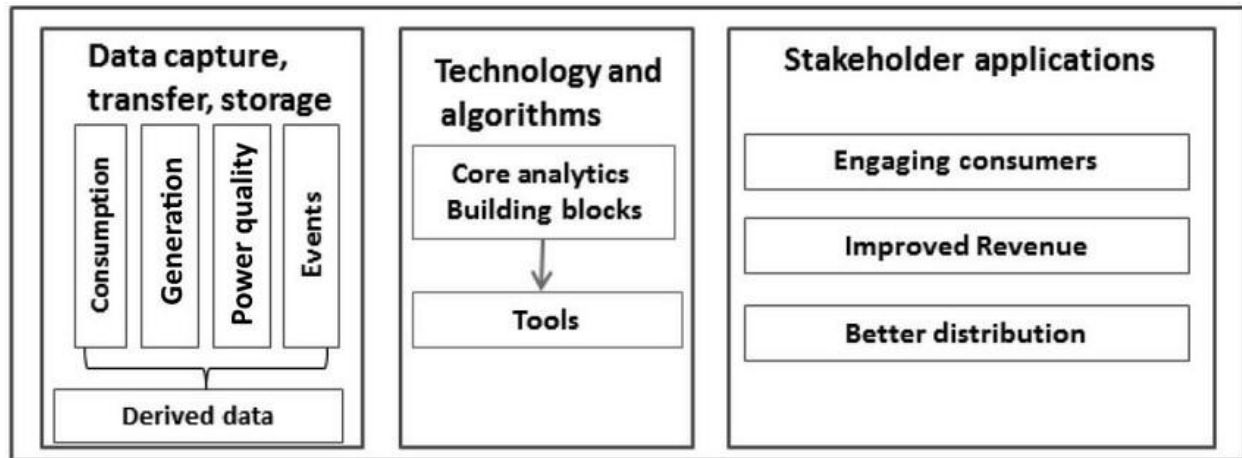 Data capture,
transfer, storage
Consumption
Generation
Power quality
Events
Derived data
Technology and
algorithms
Core analytics
Building blocks
Tools
Stakeholder applications
Engaging consumers
Improved Revenue
Better distribution